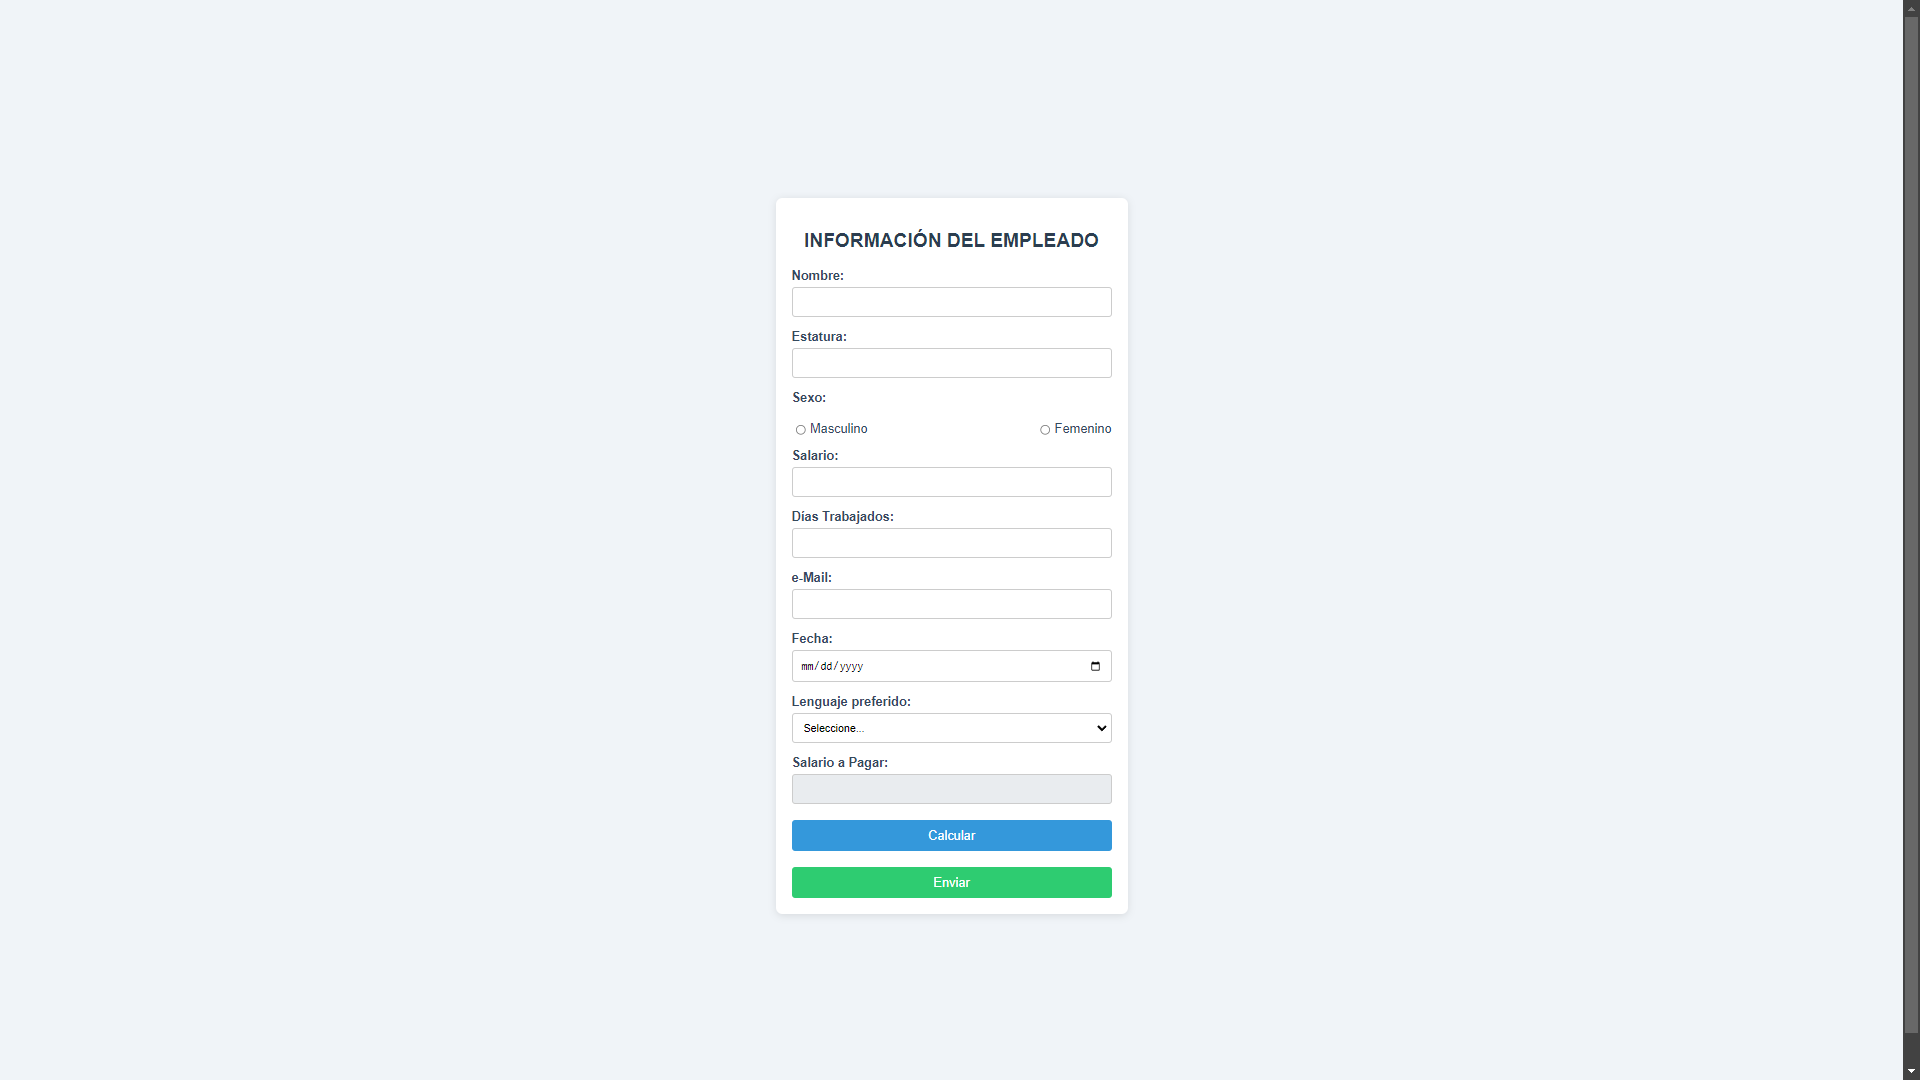 INFORMACIÓN DEL EMPLEADO
Nombre:
Estatura:
Sexo:
Masculino Femenino
Salario:
Días Trabajados:
e-Mail:
Fecha:
mm/dd/yyyy
Lenguaje preferido:
Seleccione...
Salario a Pagar:
Calcular
Enviar